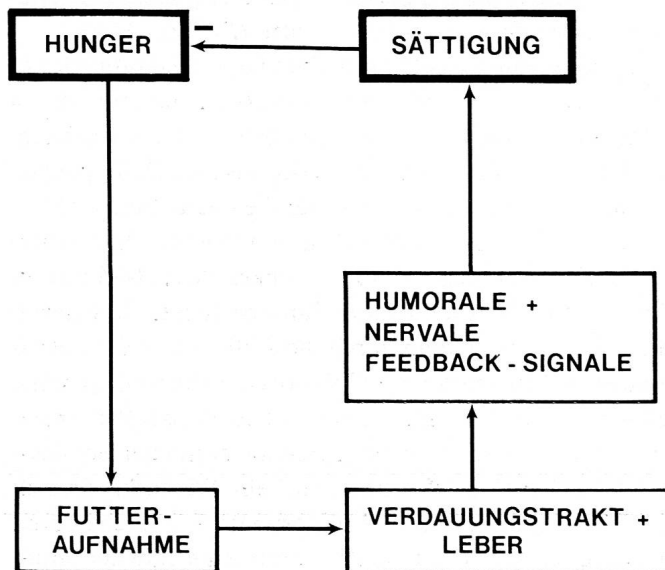 HUNGER
–
SÄTTIGUNG
HUMORALE +
NERVALE
FEEDBACK - SIGNALE
FUTTER-
AUFNAHME
VERDAUUNGSTRAKT +
LEBER